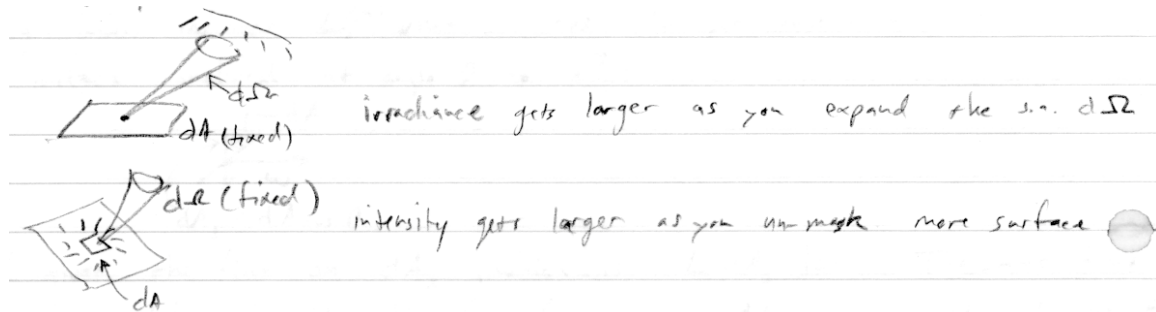 dΩ
irradiance gets larger as you expand the s.a. dΩ
dA (fixed)
dΩ (fixed)
intensity gets larger as you un-mask more surface
dA